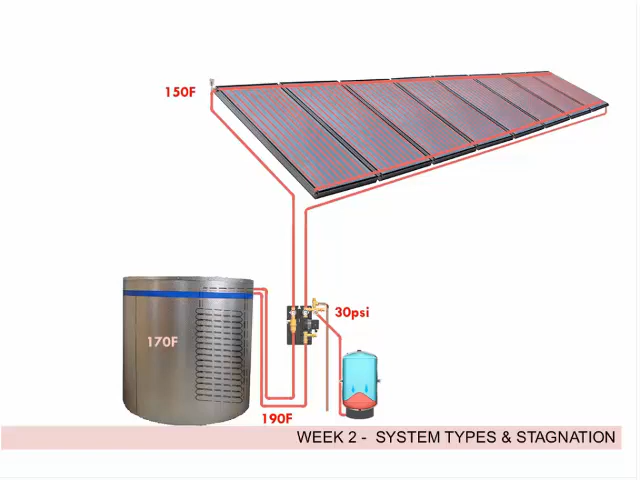 150F
30psi
170F
190F
WEEK 2 - SYSTEM TYPES & STAGNATION